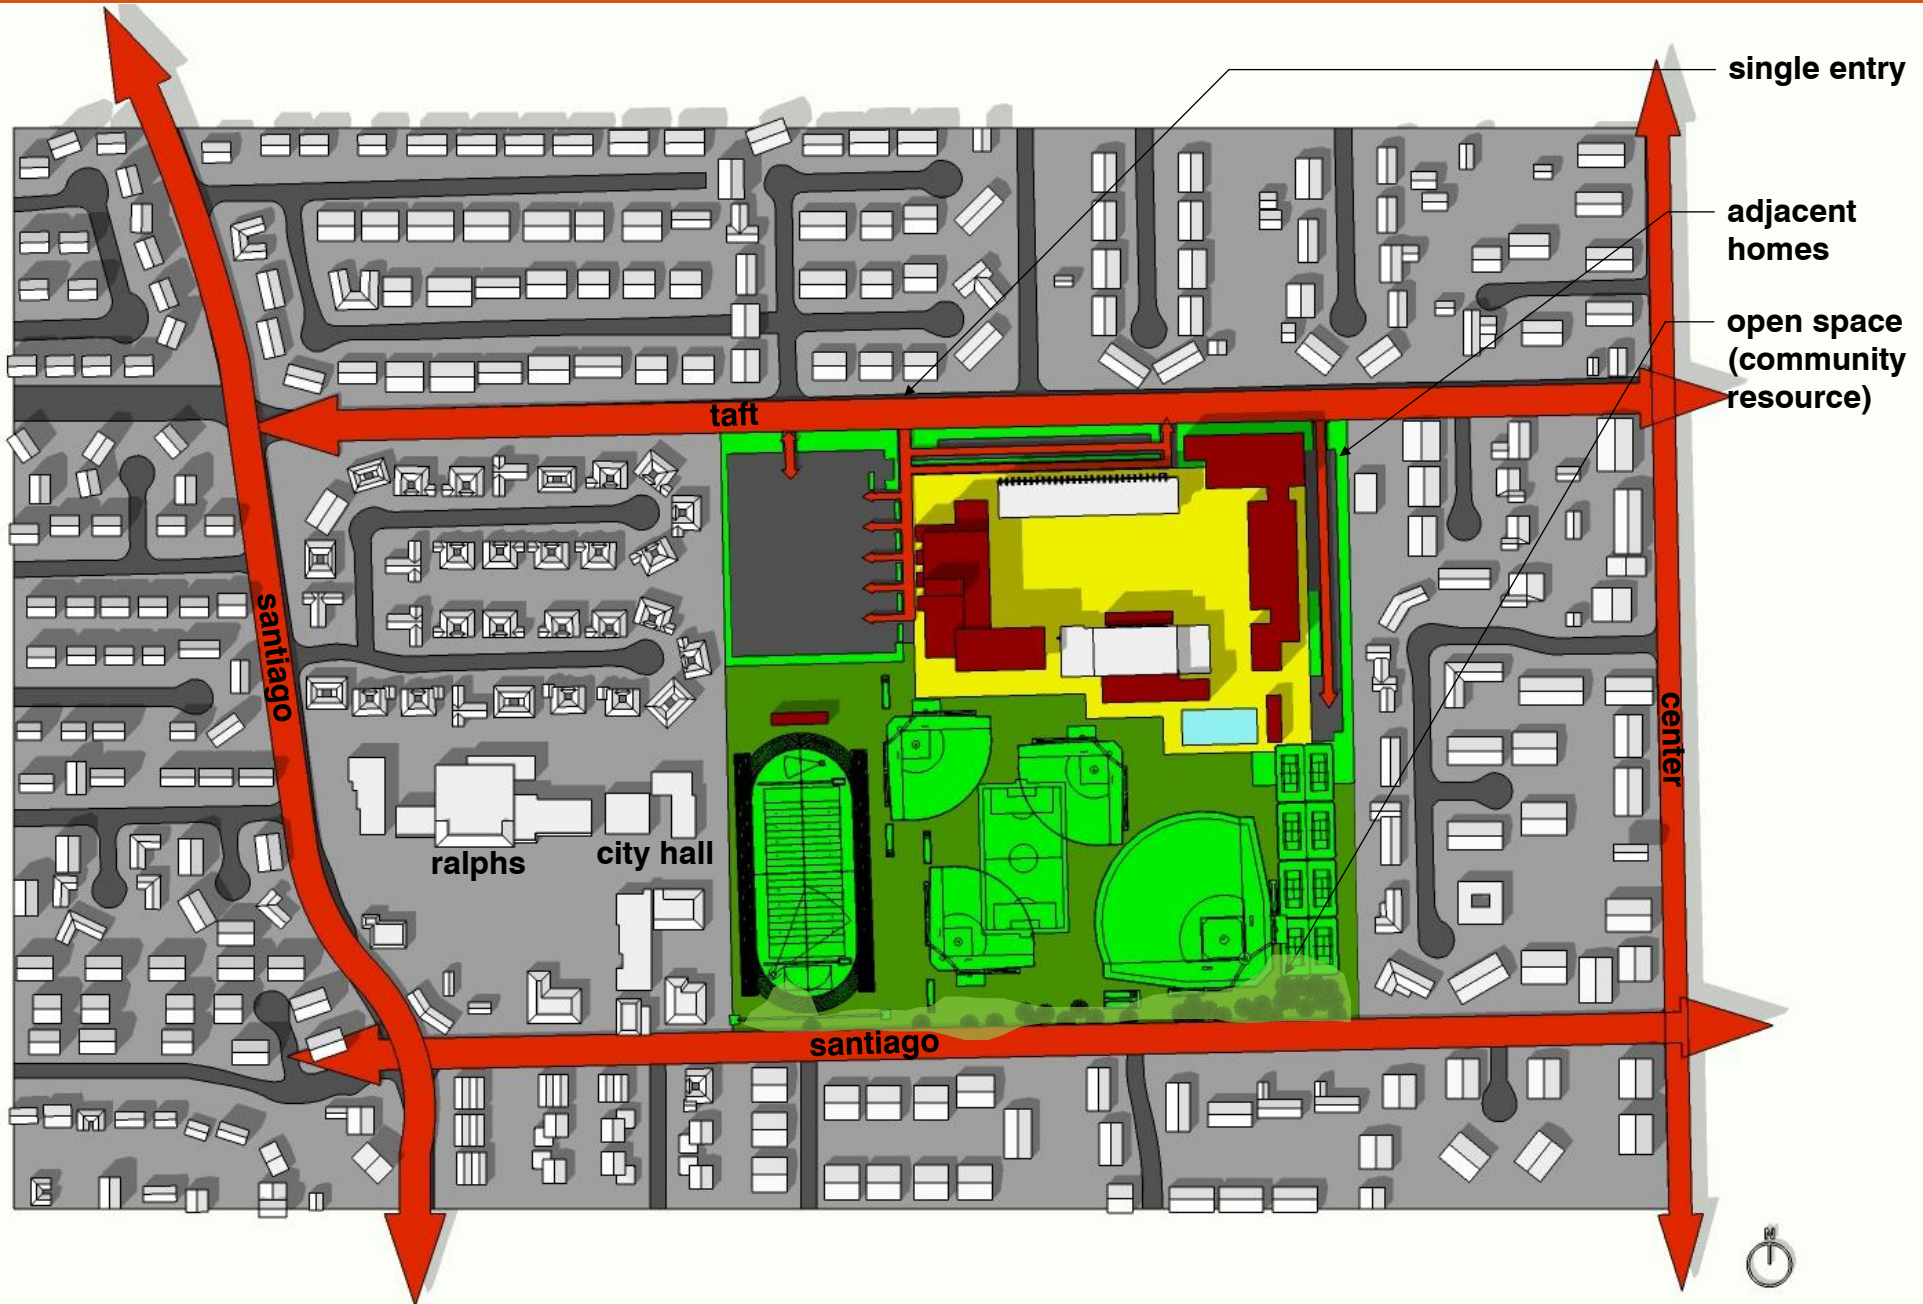 single entry
adjacent
homes
open space
(community
resource)
taft
santiago
center
ralphs
city hall
santiago
N